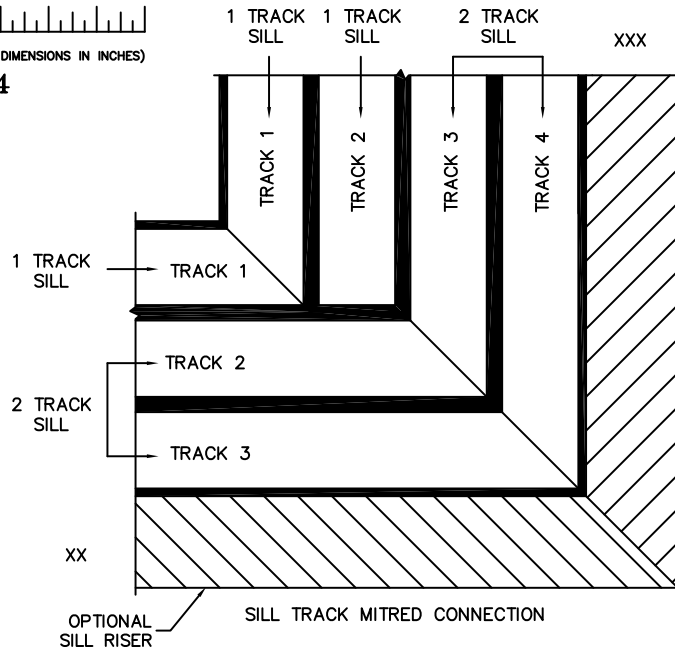 1 TRACK
SILL
1 TRACK
SILL
2 TRACK
SILL
XXX
DIMENSIONS IN INCHES)
4
TRACK 1
TRACK 2
TRACK 3
TRACK 4
1 TRACK
SILL
TRACK 1
TRACK 2
2 TRACK
SILL
TRACK 3
XX
OPTIONAL
SILL RISER
SILL TRACK MITRED CONNECTION